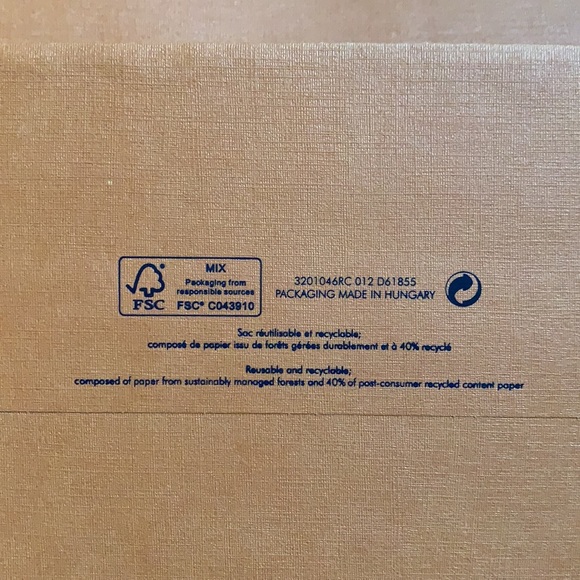 FSC
MIX
Packaging from
responsible sources
FSC® C043910
3201046RC 012 D61855
PACKAGING MADE IN HUNGARY
Sac réutilisable et recyclable;
composé de papier issu de forêts gérées durablement et à 40% recyclé
Reusable and recyclable;
composed of paper from sustainably managed forests and 40% of post-consumer recycled content paper